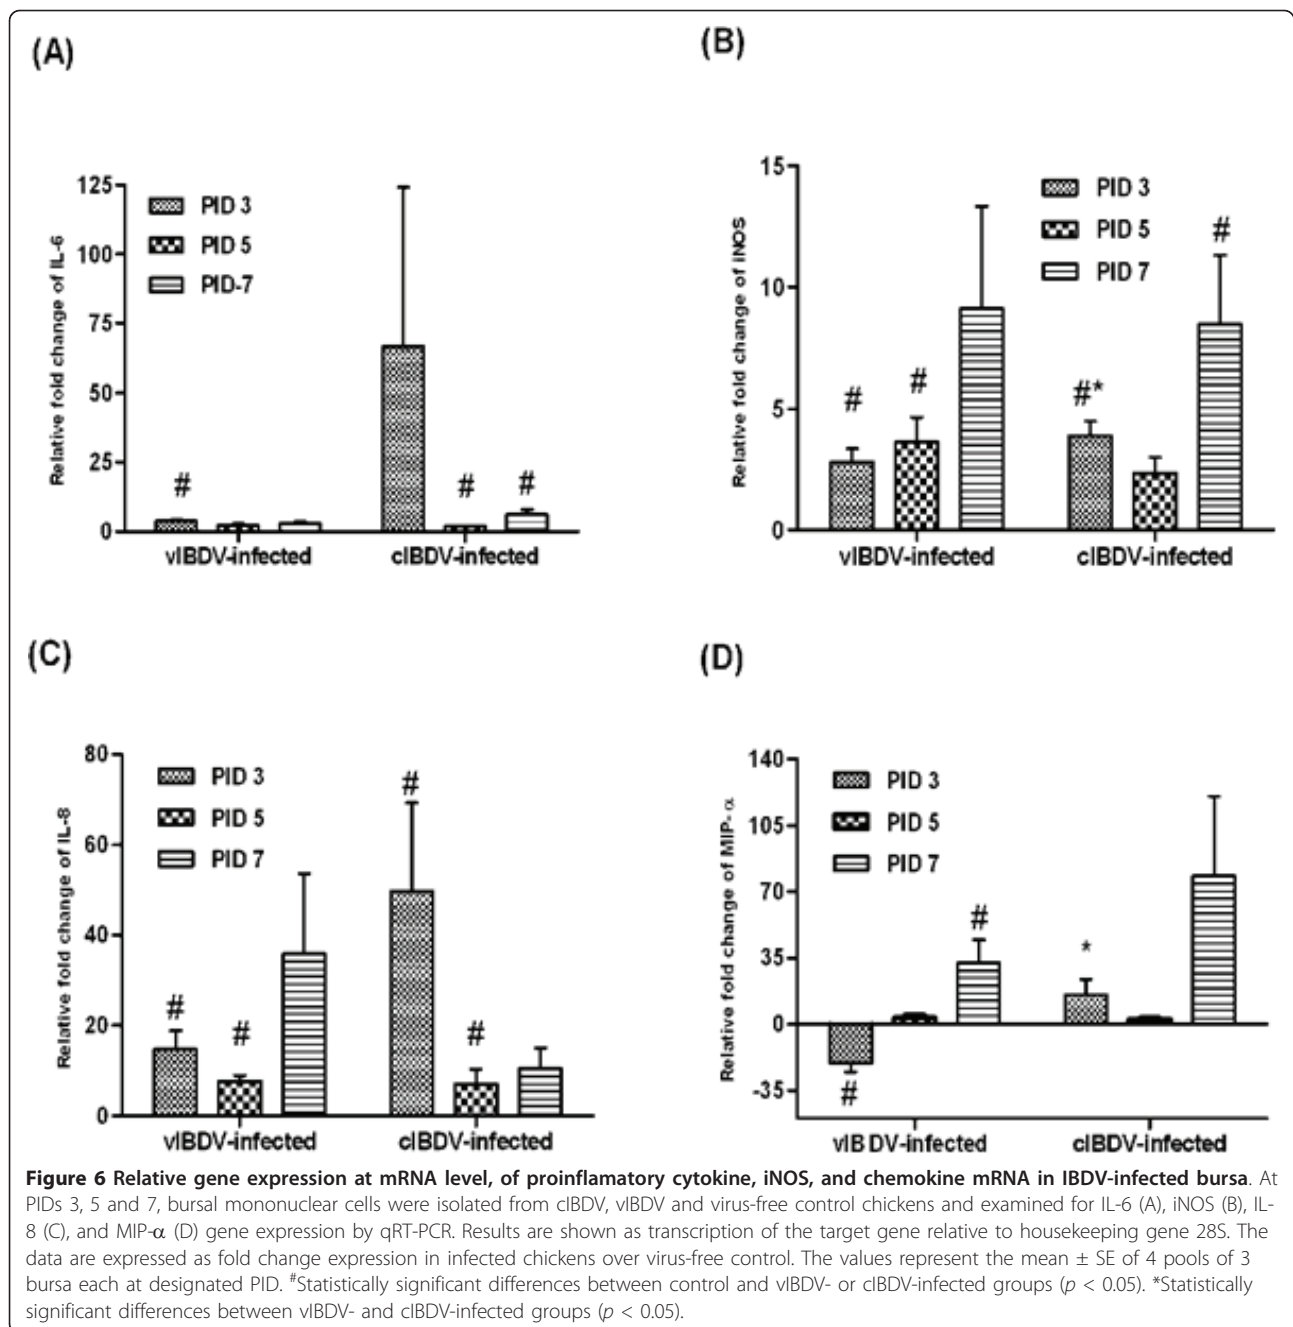 (A)
125
100
75
50
25
0
Relative fold change of IL-6
PID 3
PID 5
PID-7
#
#
#
vIBDV-infected
cIBDV-infected
(B)
15
10
5
0
Relative fold change of iNOS
PID 3
PID 5
PID 7
#
#
#*
#
vIBDV-infected
cIBDV-infected
(C)
80
60
40
20
0
Relative fold change of IL-8
PID 3
PID 5
PID 7
#
#
#
#
vIBDV-infected
cIBDV-infected
(D)
140
105
70
35
0
-35
Relative fold change of MIP-α
PID 3
PID 5
PID 7
#
#
*
vIBDV-infected
cIBDV-infected
Figure 6 Relative gene expression at mRNA level, of proinflamatory cytokine, iNOS, and chemokine mRNA in IBDV-infected bursa. At
PIDs 3, 5 and 7, bursal mononuclear cells were isolated from cIBDV, vIBDV and virus-free control chickens and examined for IL-6 (A), iNOS (B), IL-
8 (C), and MIP-α (D) gene expression by qRT-PCR. Results are shown as transcription of the target gene relative to housekeeping gene 28S. The
data are expressed as fold change expression in infected chickens over virus-free control. The values represent the mean ± SE of 4 pools of 3
bursa each at designated PID. #Statistically significant differences between control and vIBDV- or cIBDV-infected groups (p < 0.05). *Statistically
significant differences between vIBDV- and cIBDV-infected groups (p < 0.05).